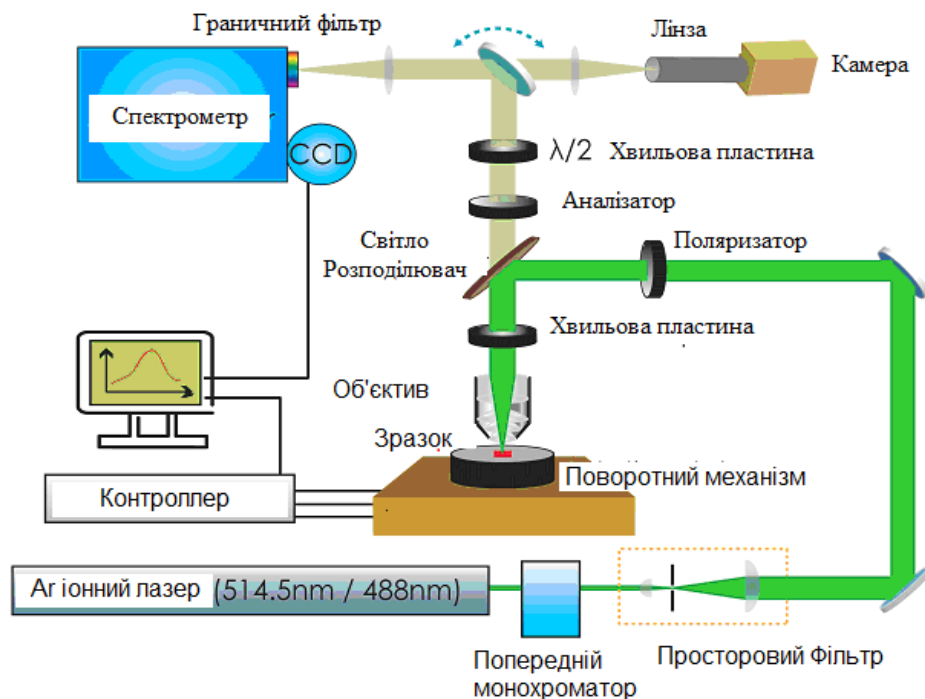 Граничний фільтр
Лінза
Камера
Спектрометр
CCD
λ/2 Хвильова пластина
Аналізатор
Світло
Розподілювач
Поляризатор
Хвильова пластина
Об'єктив
Зразок
Поворотний механізм
Контроллер
Ar іонний лазер (514.5nm / 488nm)
Попередній
монохроматор
Просторовий Фільтр